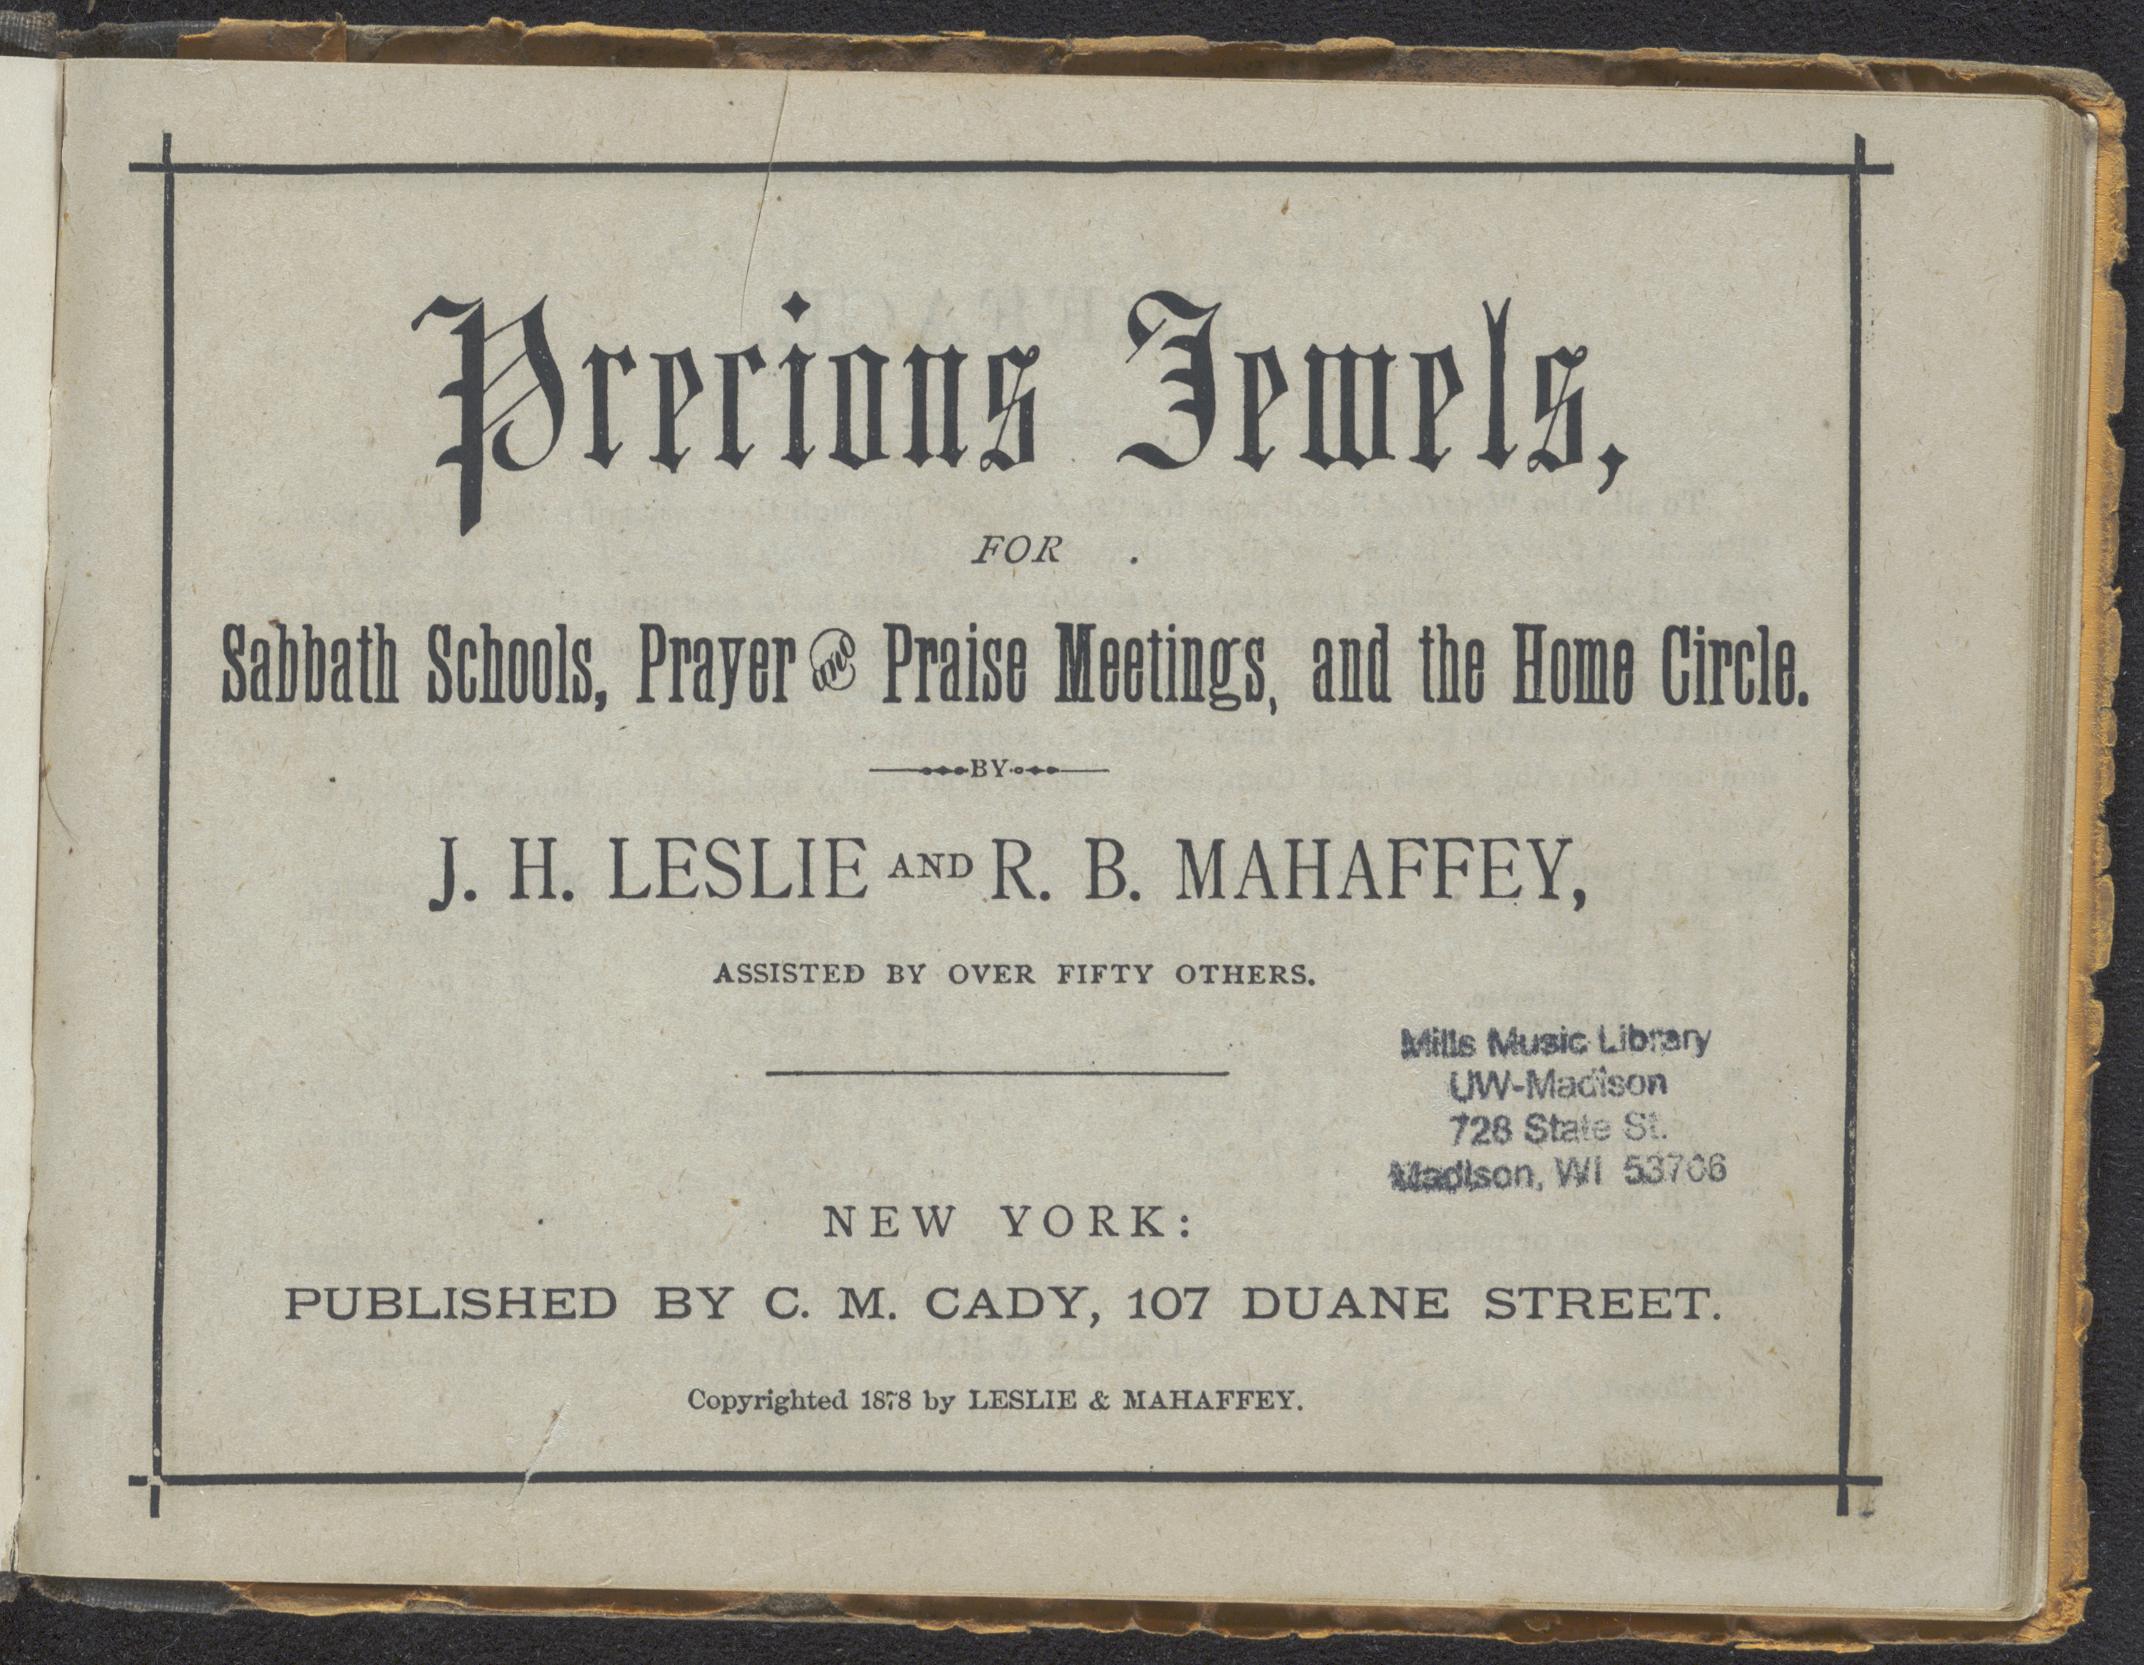 Precious Jewels,
FOR
Sabbath Schools, Prayer and Praise Meetings, and the Home Circle.
BY
J. H. LESLIE AND R. B. MAHAFFEY,
ASSISTED BY OVER FIFTY OTHERS.
Mills Music Library
UW-Madison
728 State St.
Madison, WI 53706
NEW YORK:
PUBLISHED BY C. M. CADY, 107 DUANE STREET.
Copyrighted 1878 by LESLIE & MAHAFFEY.